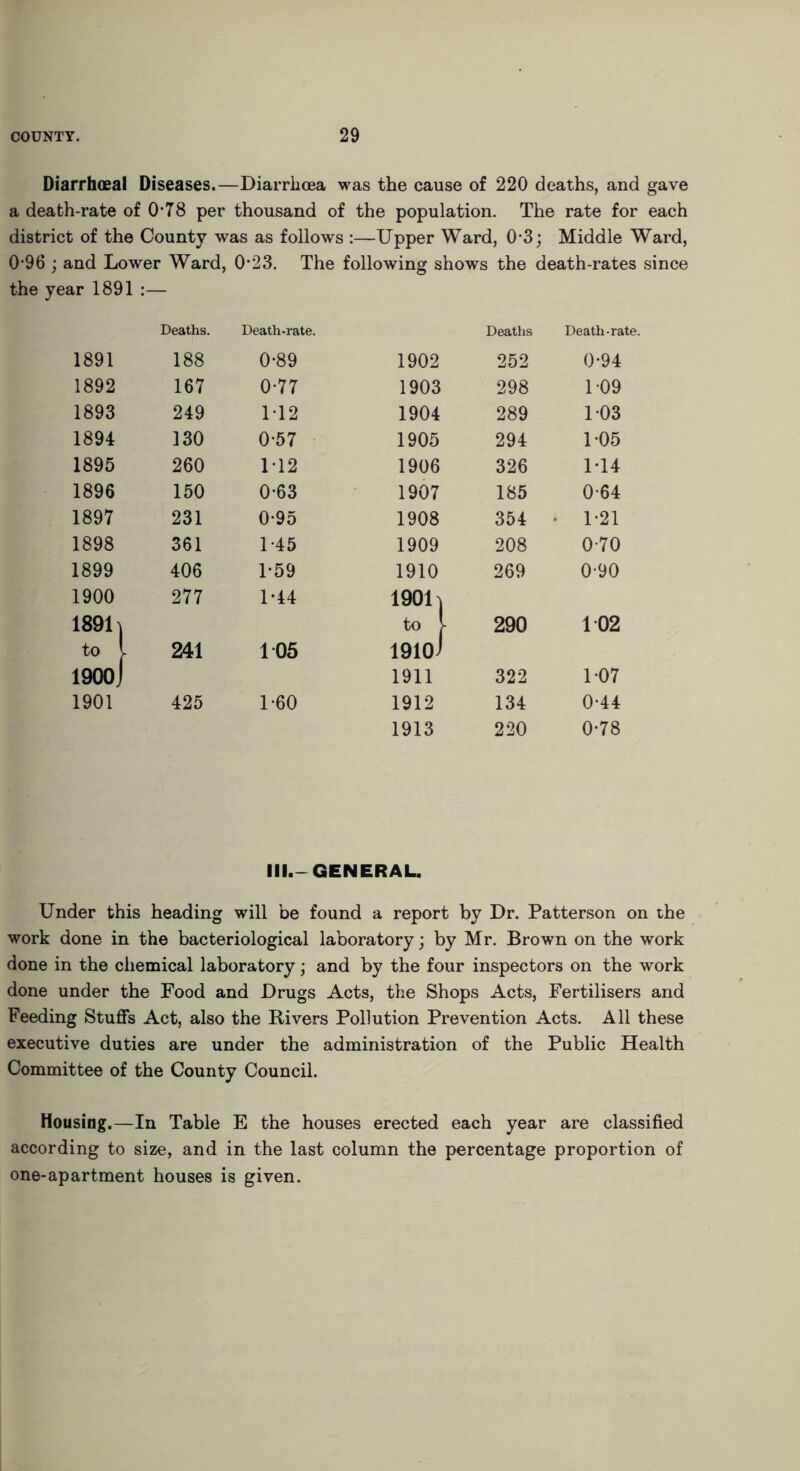 COUNTY. 29
Diarrhœal Diseases.—Diarrhœa was the cause of 220 deaths, and gave
a death-rate of 0·78 per thousand of the population. The rate for each
district of the County was as follows :—Upper Ward, 0·3; Middle Ward,
0·96 ; and Lower Ward, 0·23. The following shows the death-rates since
the year 1891 :—
Deaths. Death-rate. Deaths Death-rate.
1891 188 0·89 1902 252 0·94
1892 167 0·77 1903 298 1·09
1893 249 1·12 1904 289 1·03
1894 130 0·57 1905 294 1·05
1895 260 1·12 1906 326 1·14
1896 150 0·63 1907 185 0·64
1897 231 0·95 1908 354 1·21
1898 361 1·45 1909 208 0·70
1899 406 1·59 1910 269 0·90
1900 277 1·44 1901
1891 to 290 1·02
to 241 1·05 1910
1900 1911 322 1·07
1901 425 1·60 1912 134 0·44
1913 220 0·78
III.—GENERAL.
Under this heading will be found a report by Dr. Patterson on the
work done in the bacteriological laboratory; by Mr. Brown on the work
done in the chemical laboratory; and by the four inspectors on the work
done under the Food and Drugs Acts, the Shops Acts, Fertilisers and
Feeding Stuffs Act, also the Rivers Pollution Prevention Acts. All these
executive duties are under the administration of the Public Health
Committee of the County Council.
Housing.—In Table E the houses erected each year are classified
according to size, and in the last column the percentage proportion of
one-apartment houses is given.